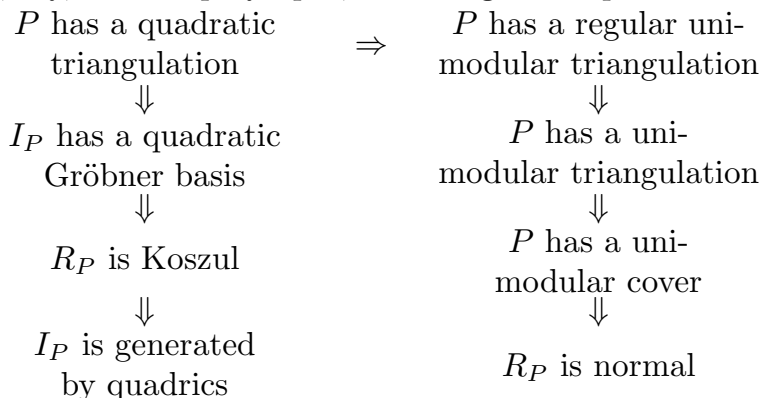 P has a quadratic
triangulation
⇓
I_P has a quadratic
Gröbner basis
⇓
R_P is Koszul
⇓
I_P is generated
by quadrics
⇒
P has a regular uni-
modular triangulation
⇓
P has a uni-
modular triangulation
⇓
P has a uni-
modular cover
⇓
R_P is normal